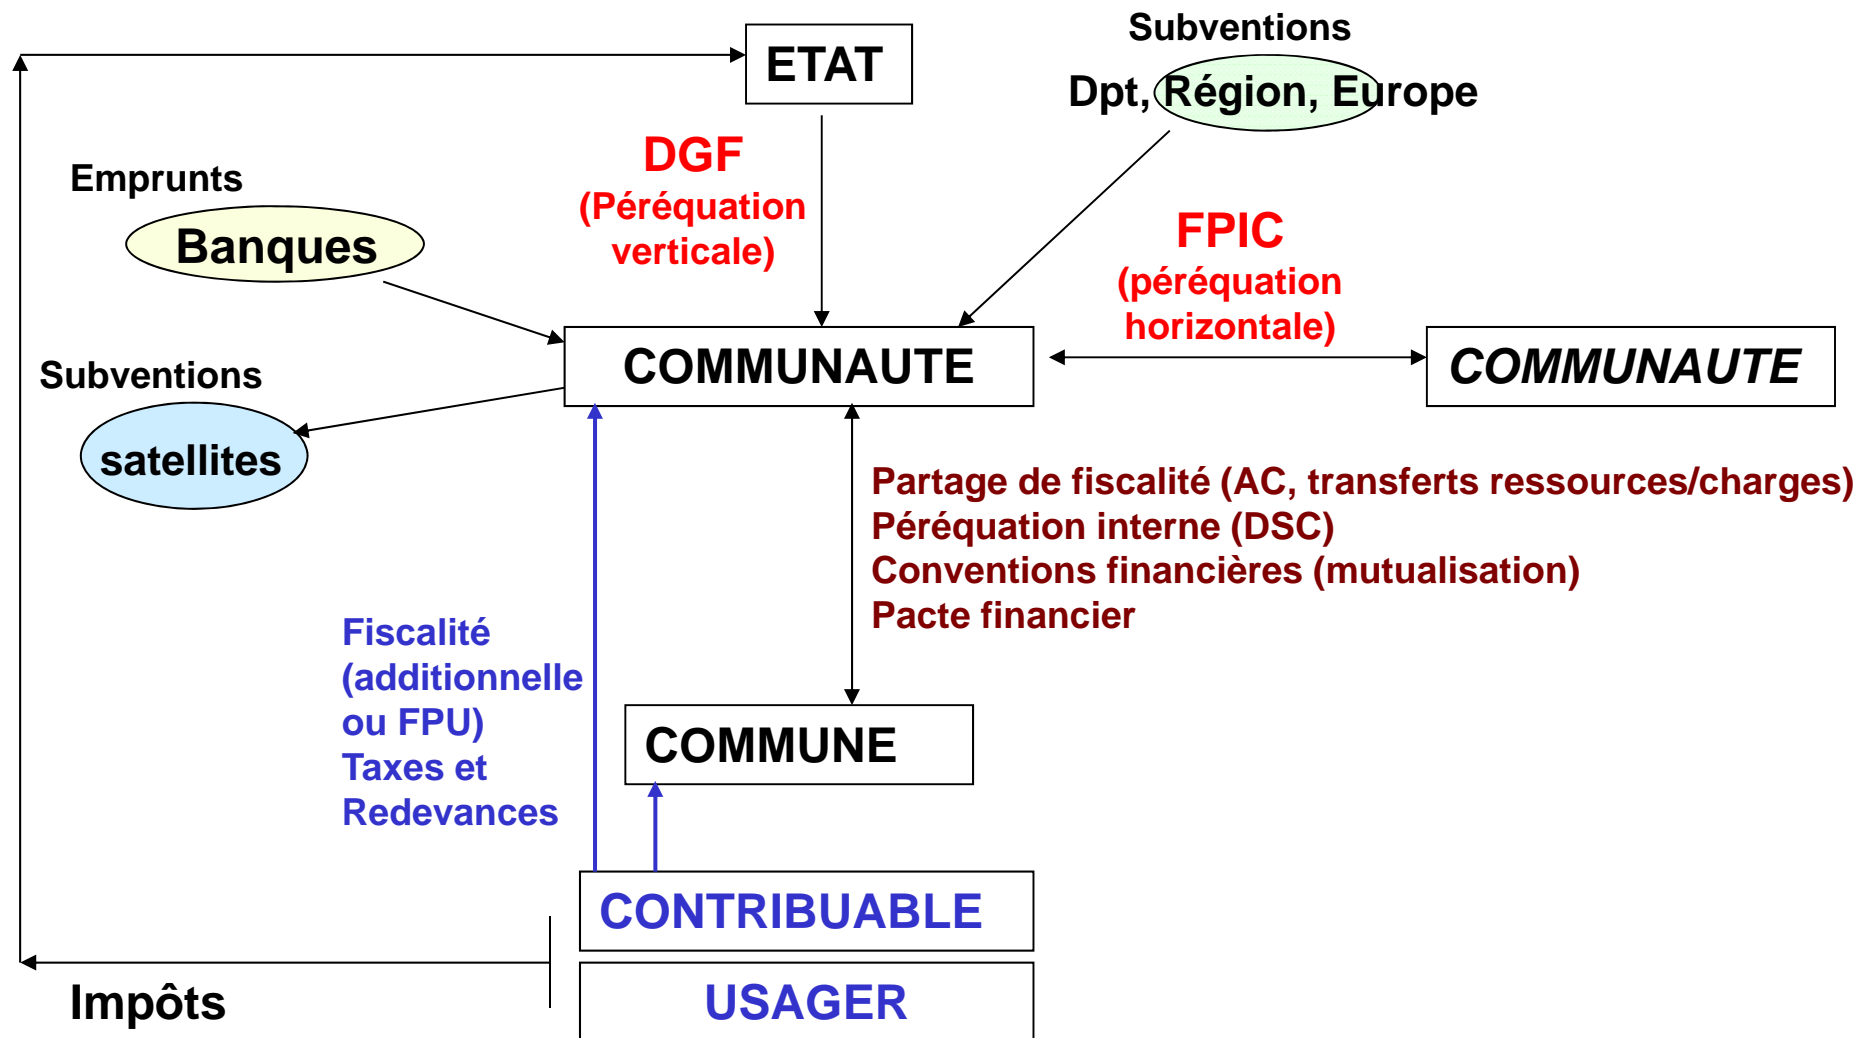 Subventions
ETAT
Dpt, Région, Europe
DGF
(Péréquation
verticale)
Emprunts
Banques
FPIC
(péréquation
horizontale)
COMMUNAUTE
COMMUNAUTE
Subventions
satellites
Partage de fiscalité (AC, transferts ressources/charges)
Péréquation interne (DSC)
Conventions financières (mutualisation)
Pacte financier
Fiscalité
(additionnelle
ou FPU)
Taxes et
Redevances
COMMUNE
CONTRIBUABLE
Impôts
USAGER